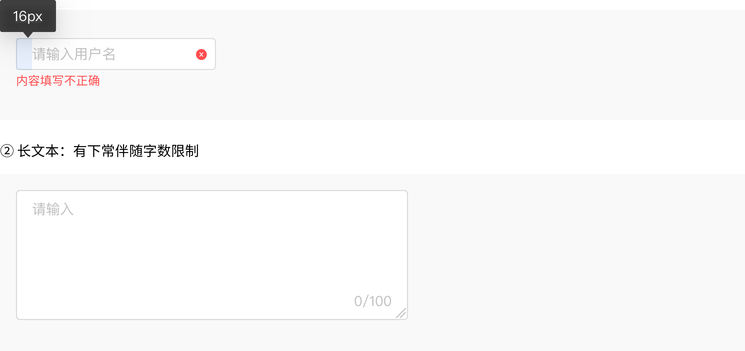 16px
请输入用户名
内容填写不正确
② 长文本：有下常伴随字数限制
请输入
0/100